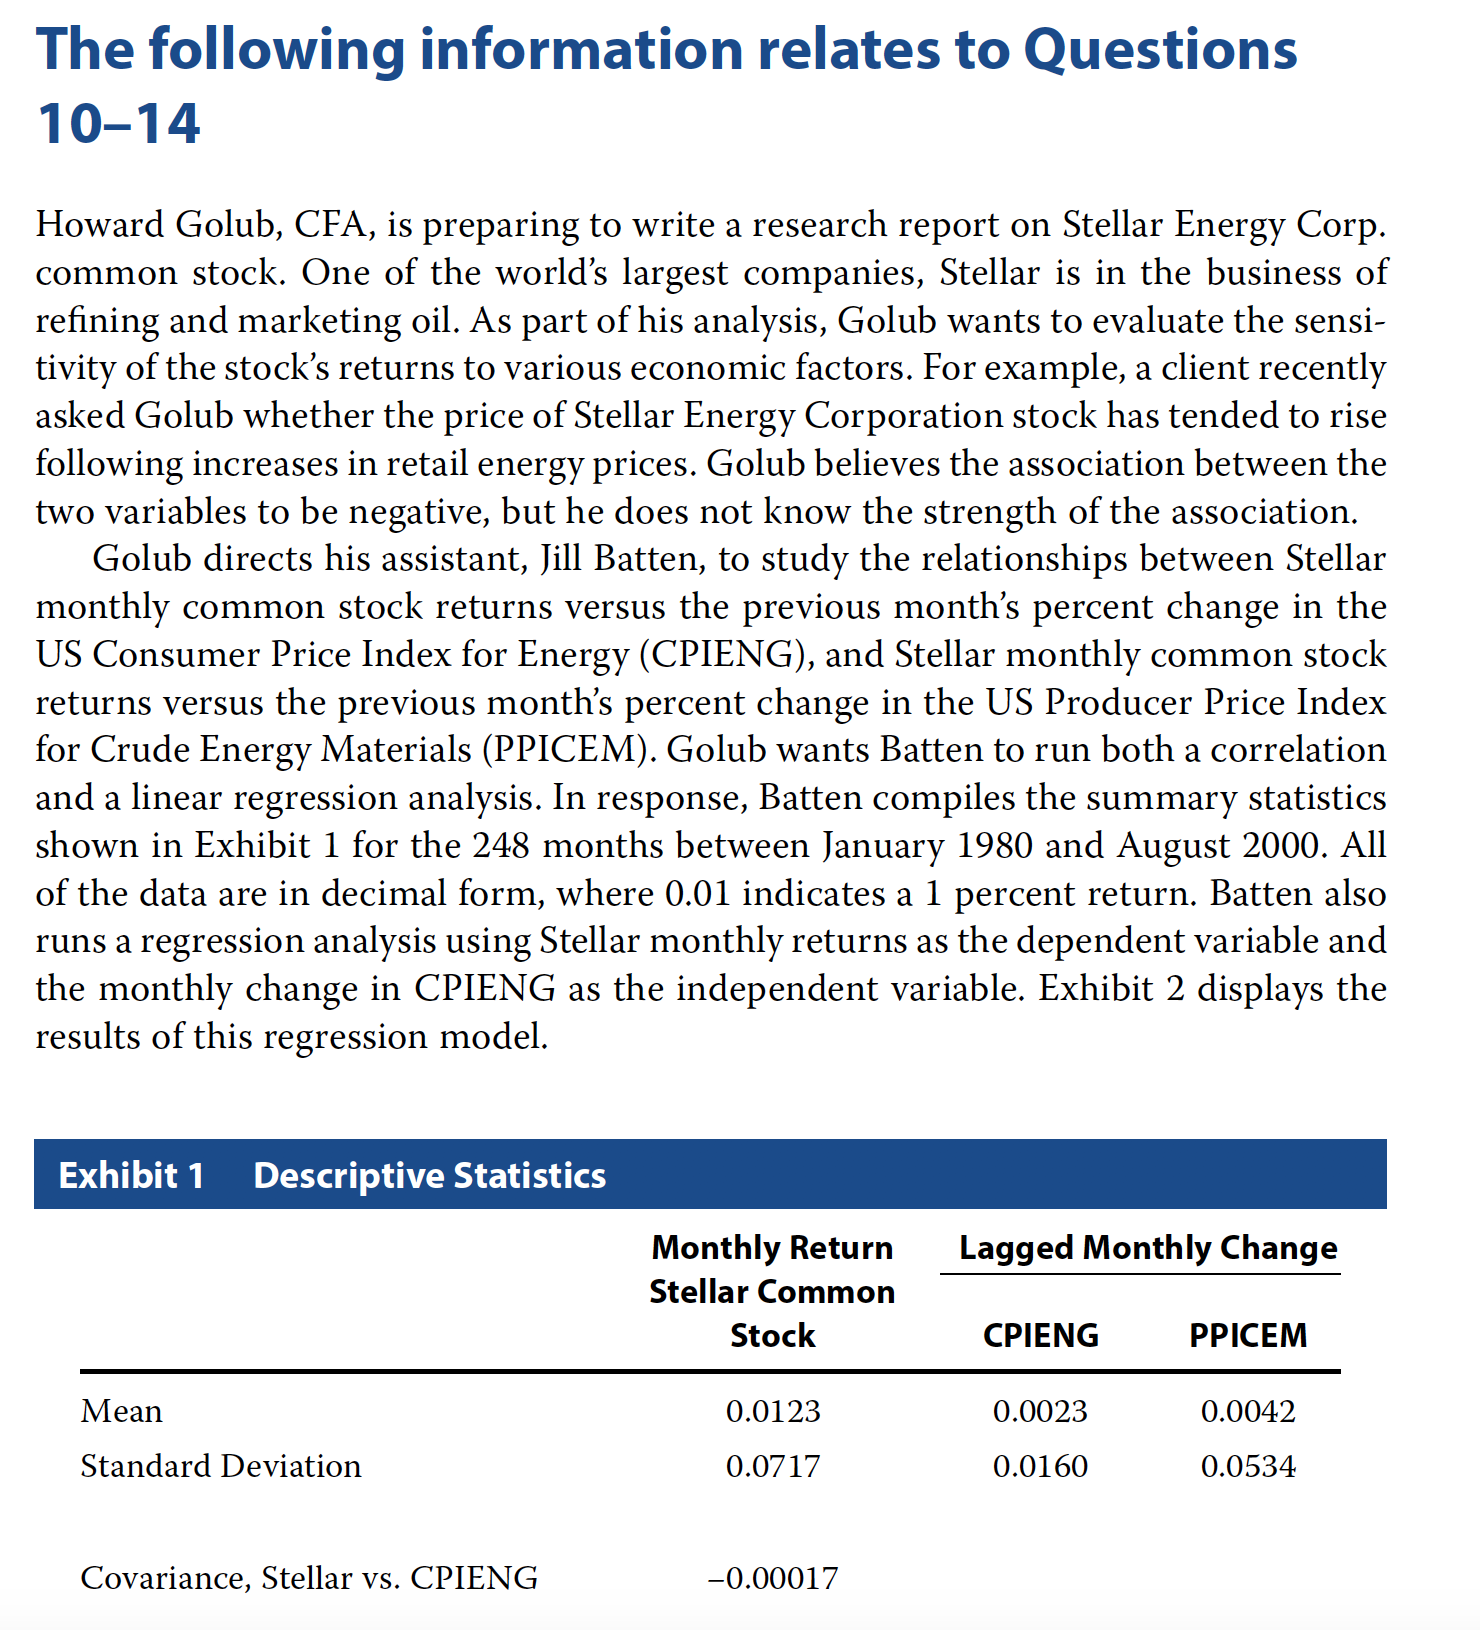 The following information relates to Questions
10–14
Howard Golub, CFA, is preparing to write a research report on Stellar Energy Corp.
common stock. One of the world’s largest companies, Stellar is in the business of
refining and marketing oil. As part of his analysis, Golub wants to evaluate the sensi-
tivity of the stock’s returns to various economic factors. For example, a client recently
asked Golub whether the price of Stellar Energy Corporation stock has tended to rise
following increases in retail energy prices. Golub believes the association between the
two variables to be negative, but he does not know the strength of the association.
Golub directs his assistant, Jill Batten, to study the relationships between Stellar
monthly common stock returns versus the previous month’s percent change in the
US Consumer Price Index for Energy (CPIENG), and Stellar monthly common stock
returns versus the previous month’s percent change in the US Producer Price Index
for Crude Energy Materials (PPICEM). Golub wants Batten to run both a correlation
and a linear regression analysis. In response, Batten compiles the summary statistics
shown in Exhibit 1 for the 248 months between January 1980 and August 2000. All
of the data are in decimal form, where 0.01 indicates a 1 percent return. Batten also
runs a regression analysis using Stellar monthly returns as the dependent variable and
the monthly change in CPIENG as the independent variable. Exhibit 2 displays the
results of this regression model.
Exhibit 1 Descriptive Statistics
Monthly Return Lagged Monthly Change
Stellar Common
Stock CPIENG PPICEM
Mean 0.0123 0.0023 0.0042
Standard Deviation 0.0717 0.0160 0.0534
Covariance, Stellar vs. CPIENG –0.00017